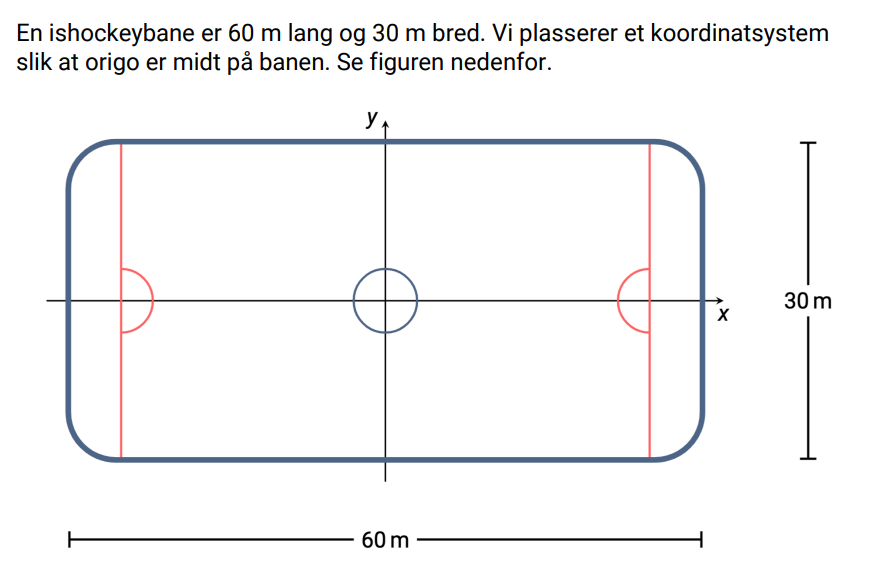 En ishockeybane er 60 m lang og 30 m bred. Vi plasserer et koordinatsystem
slik at origo er midt på banen. Se figuren nedenfor.
y
x
30 m
60 m